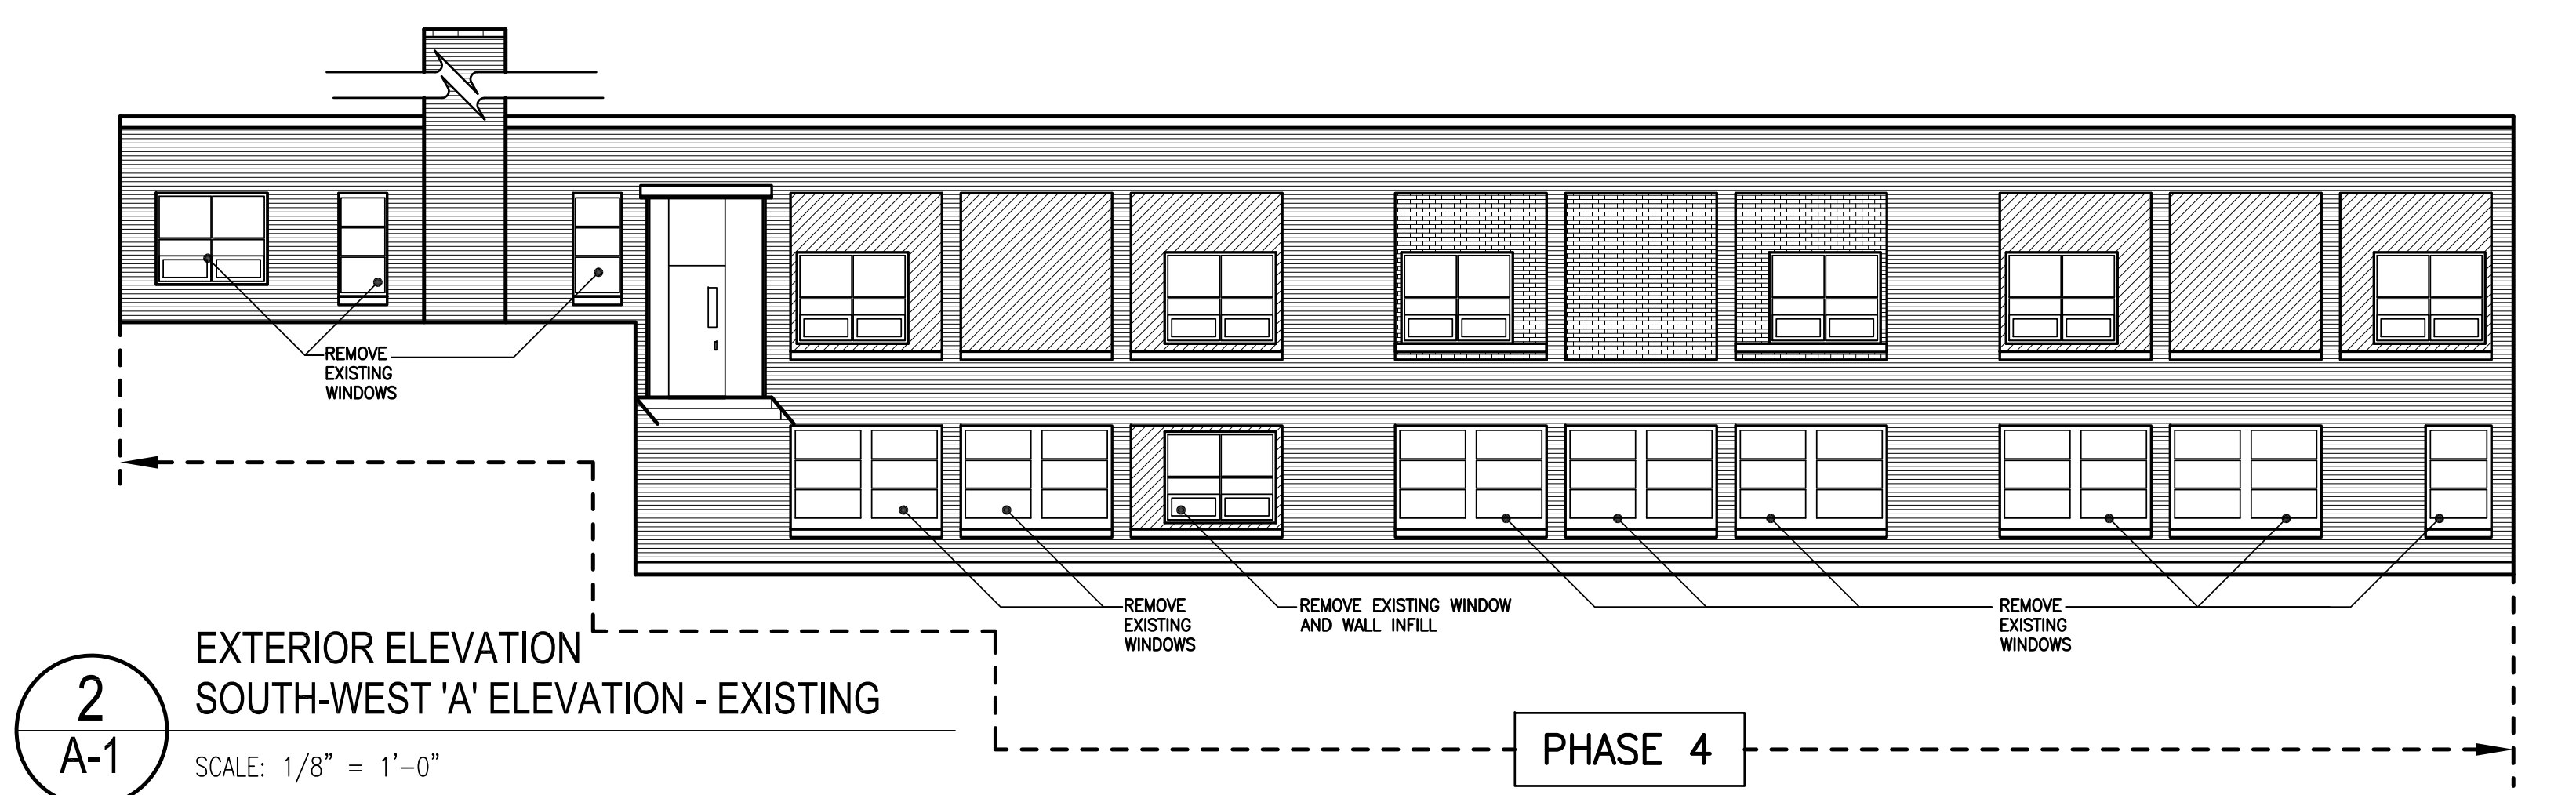 REMOVE
EXISTING
WINDOWS
REMOVE
EXISTING
WINDOWS
REMOVE EXISTING WINDOW
AND WALL INFILL
REMOVE
EXISTING
WINDOWS
2
A-1
EXTERIOR ELEVATION
SOUTH-WEST 'A' ELEVATION - EXISTING
SCALE: 1/8" = 1'-0"
PHASE 4